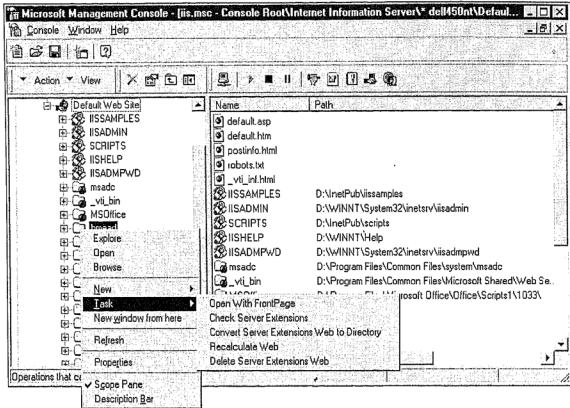 Microsoft Management Console - [iis.msc - Console Root\Internet Information Server\* dell450nt\Defaul...
Console Window Help
Action View
Default Web Site
IISSAMPLES
IISADMIN
SCRIPTS
IISHELP
IISADMPWD
msadc
_vti_bin
MSOffice
Explore
Open
Browse
New
Task
New window from here
Refresh
Properties
Scope Pane
Description Bar
Open With FrontPage
Check Server Extensions
Convert Server Extensions Web to Directory
Recalculate Web
Delete Server Extensions Web
Name Path
default.asp
default.htm
postinfo.html
robots.txt
_vti_inf.html
IISSAMPLES D:\InetPub\iissamples
IISADMIN D:\WINNT\System32\inetsrv\iisadmin
SCRIPTS D:\InetPub\scripts
IISHELP D:\WINNT\Help
IISADMPWD D:\WINNT\System32\inetsrv\iisadmpwd
msadc D:\Program Files\Common Files\system\msadc
_vti_bin D:\Program Files\Common Files\Microsoft Shared\Web Se..
rosoft Office\Office\Scripts1\1033\
Operations that